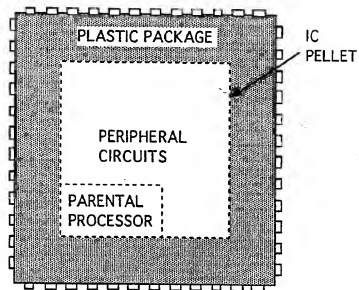 PLASTIC PACKAGE
IC
PELLET
PERIPHERAL
CIRCUITS
PARENTAL
PROCESSOR